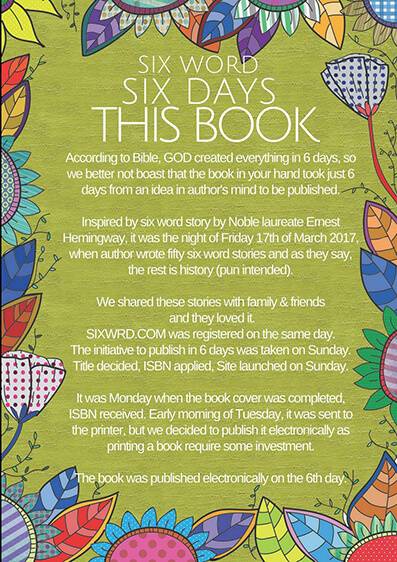 SIX WORD
SIX DAYS
THIS BOOK
According to Bible, GOD created everything in 6 days, so
we better not boast that the book in your hand took just 6
days from an idea in author's mind to be published.
Inspired by six word story by Noble laureate Ernest
Hemingway, it was the night of Friday 17th of March 2017,
when author wrote fifty six word stories and as they say,
the rest is history (pun intended).
We shared these stories with family & friends
and they loved it.
SIXWRD.COM was registered on the same day.
The initiative to publish in 6 days was taken on Sunday.
Title decided, ISBN applied, Site launched on Sunday.
It was Monday when the book cover was completed,
ISBN received. Early morning of Tuesday, it was sent to
the printer, but we decided to publish it electronically as
printing a book require some investment.
The book was published electronically on the 6th day.